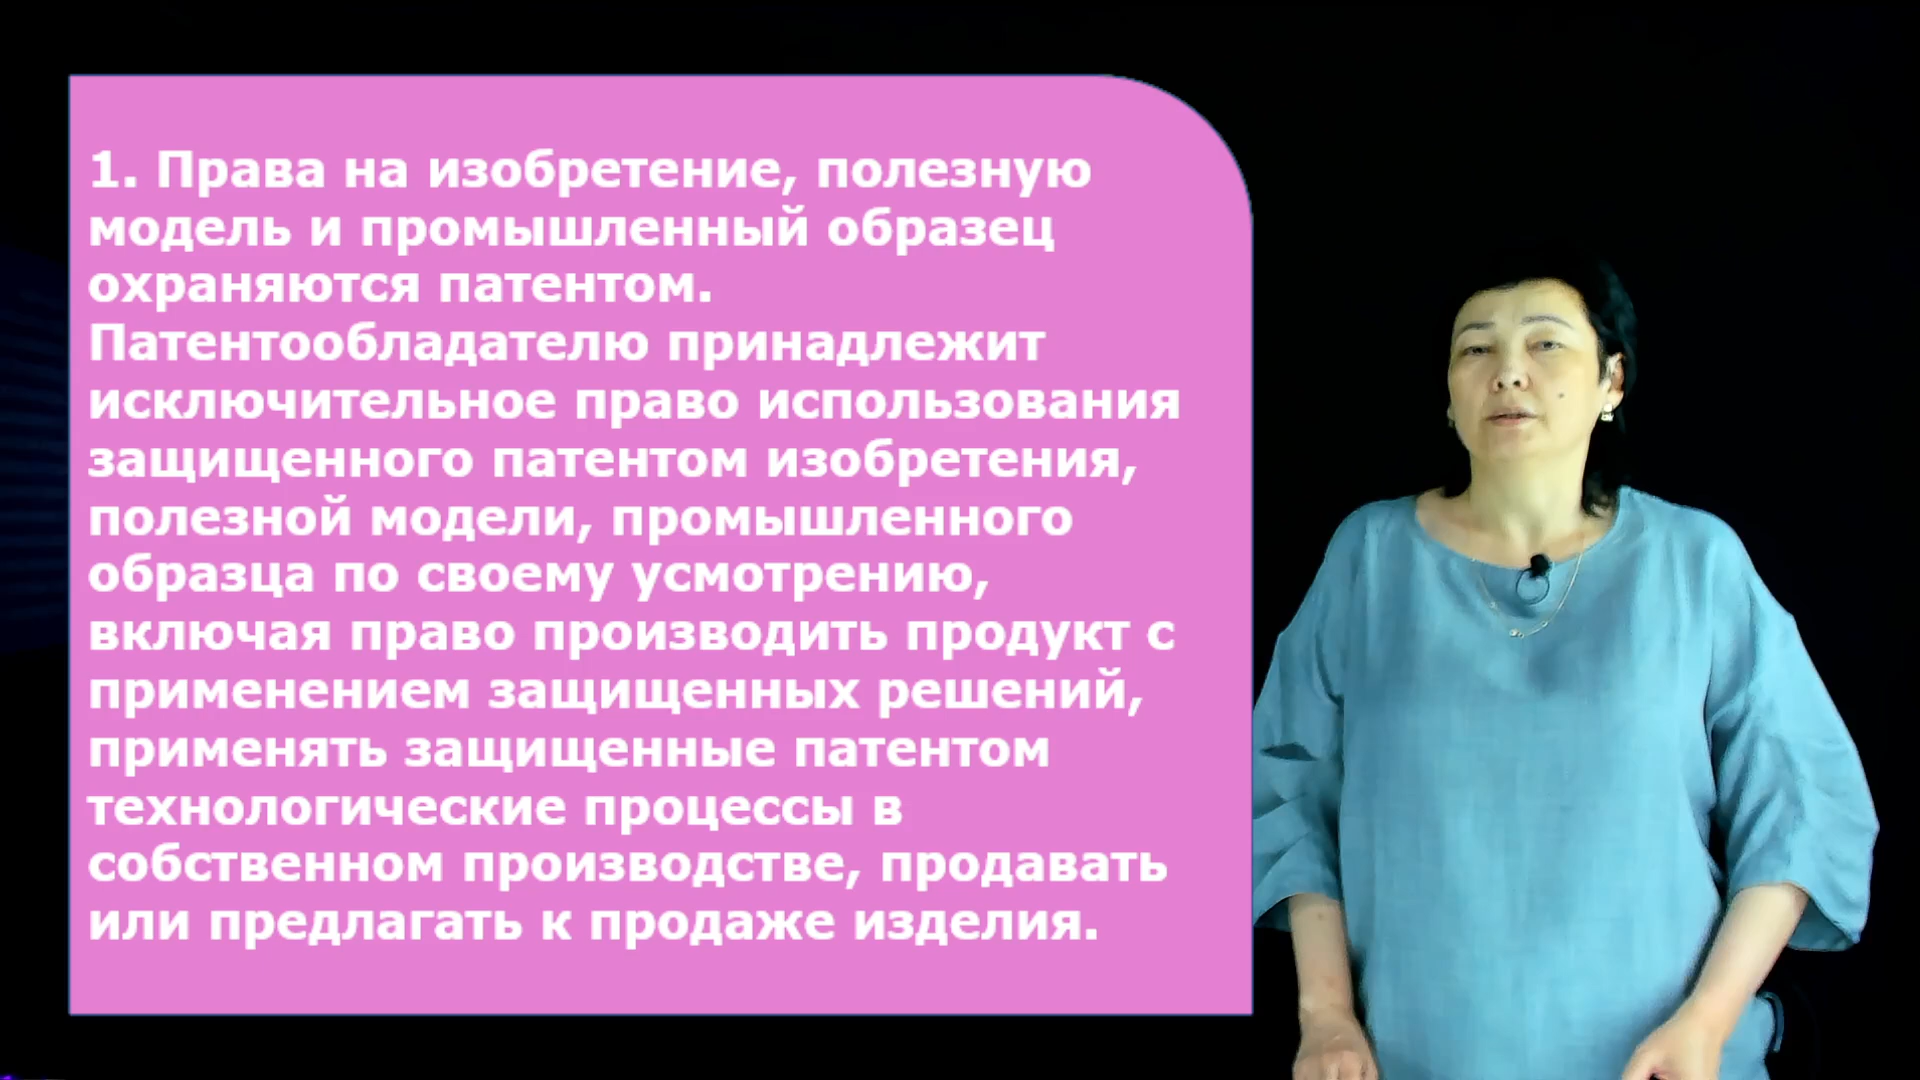 1. Права на изобретение, полезную
модель и промышленный образец
охраняются патентом.
Патентообладателю принадлежит
исключительное право использования
защищенного патентом изобретения,
полезной модели, промышленного
образца по своему усмотрению,
включая право производить продукт с
применением защищенных решений,
применять защищенные патентом
технологические процессы в
собственном производстве, продавать
или предлагать к продаже изделия.